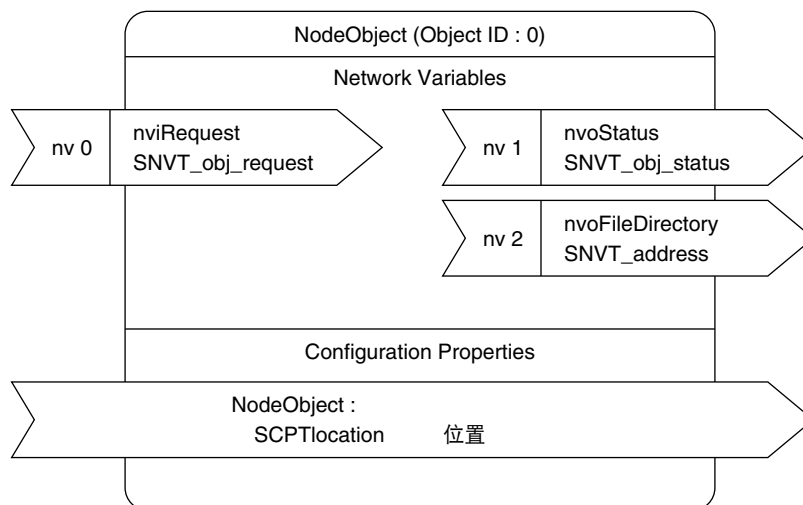 NodeObject (Object ID : 0)
Network Variables
nv 0
nviRequest
SNVT_obj_request
nv 1
nvoStatus
SNVT_obj_status
nv 2
nvoFileDirectory
SNVT_address
Configuration Properties
NodeObject :
SCPTlocation 位置